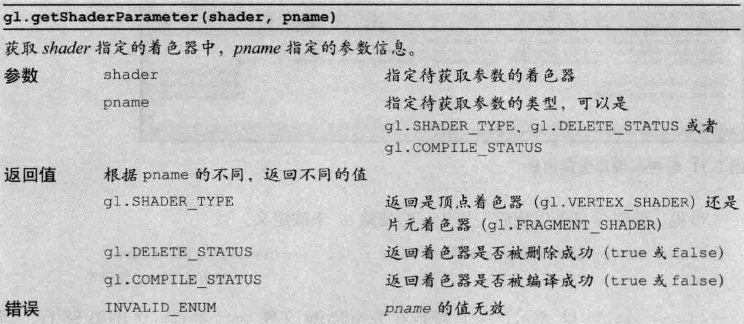 gl.getShaderParameter(shader, pname)
获取 shader 指定的着色器中，pname 指定的参数信息。
参数 shader 指定待获取参数的着色器
pname 指定待获取参数的类型，可以是
gl.SHADER_TYPE、gl.DELETE_STATUS 或者
gl.COMPILE_STATUS
返回值 根据 pname 的不同，返回不同的值
gl.SHADER_TYPE 返回是顶点着色器（gl.VERTEX_SHADER）还是
片元着色器（gl.FRAGMENT_SHADER）
gl.DELETE_STATUS 返回着色器是否被删除成功（true 或 false）
gl.COMPILE_STATUS 返回着色器是否被编译成功（true 或 false）
错误 INVALID_ENUM pname 的值无效